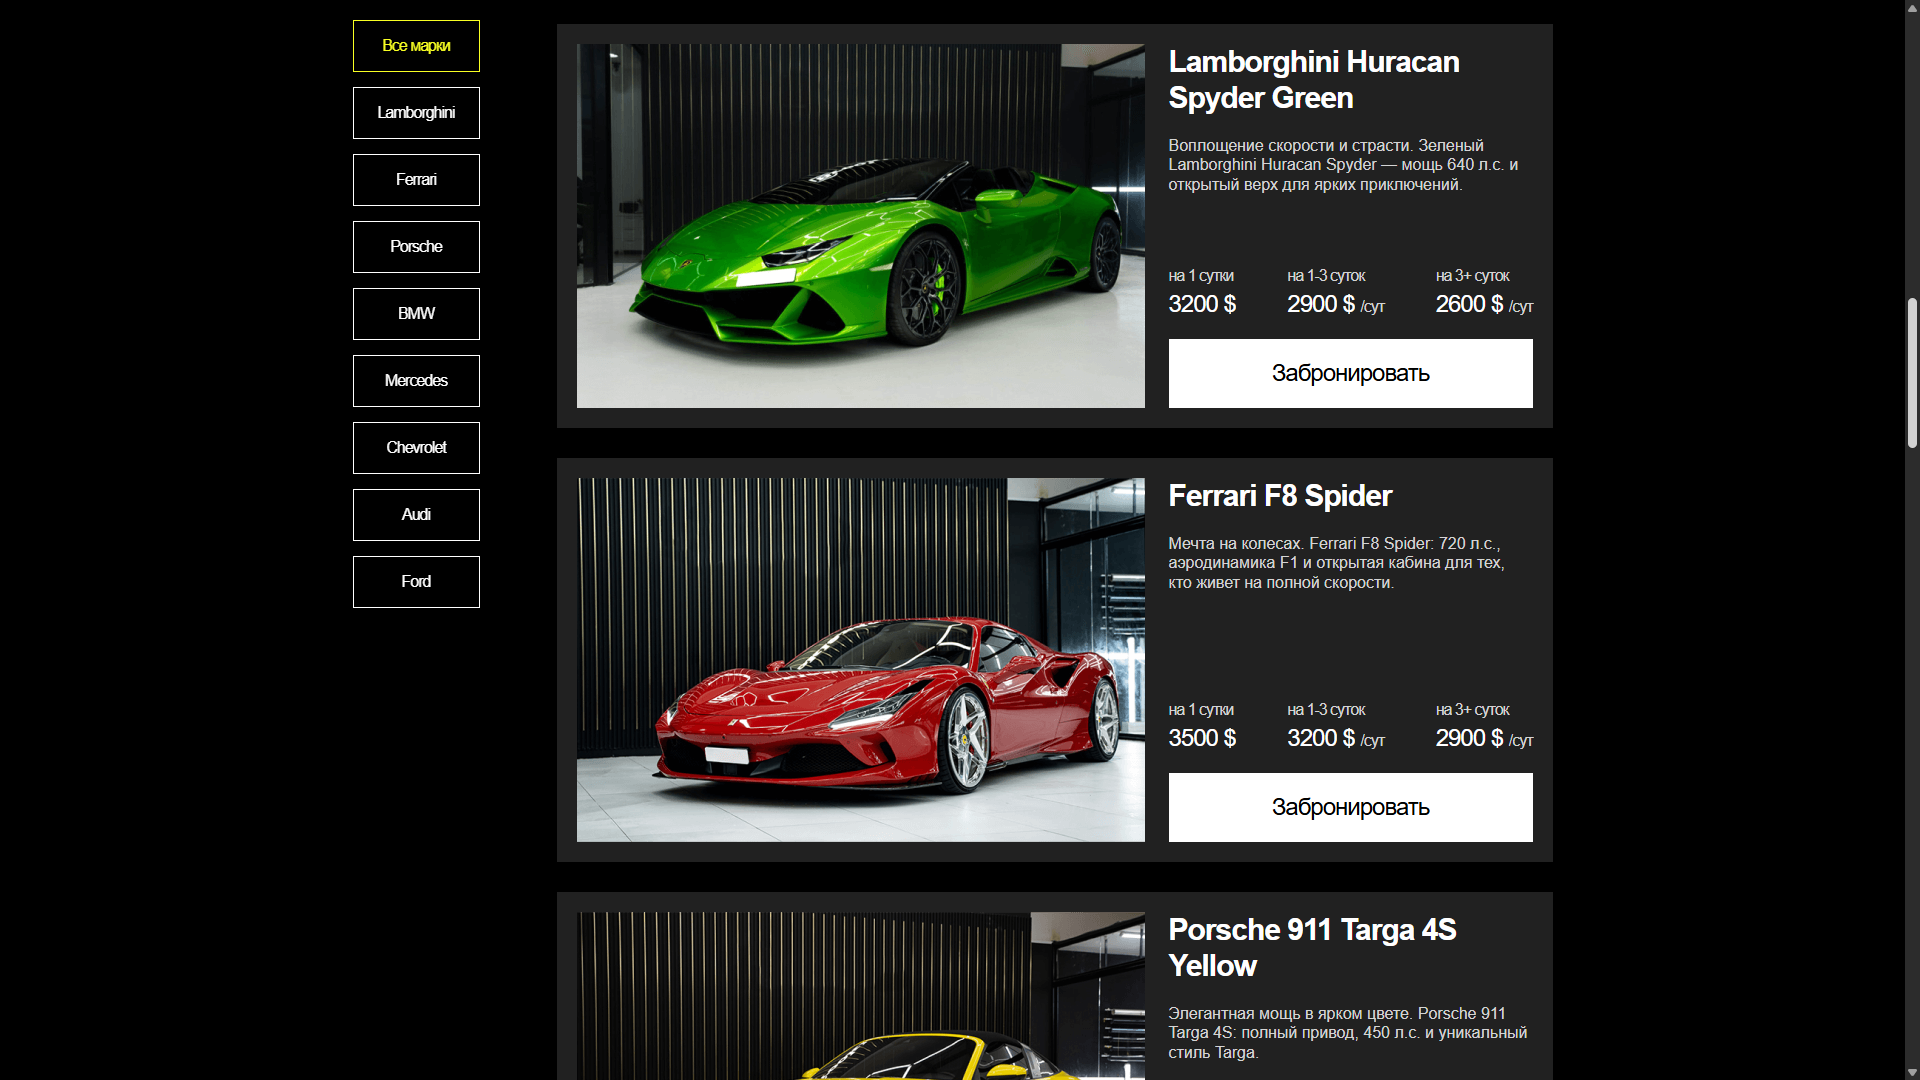 Все марки
Lamborghini
Ferrari
Porsche
BMW
Mercedes
Chevrolet
Audi
Ford
Lamborghini Huracan
Spyder Green
Воплощение скорости и страсти. Зеленый
Lamborghini Huracan Spyder — мощь 640 л.с. и
открытый верх для ярких приключений.
на 1 сутки
на 1-3 суток
на 3+ суток
3200 $
2900 $ /сут
2600 $ /сут
Забронировать
Ferrari F8 Spider
Мечта на колесах. Ferrari F8 Spider: 720 л.с.,
аэродинамика F1 и открытая кабина для тех,
кто живет на полной скорости.
на 1 сутки
на 1-3 суток
на 3+ суток
3500 $
3200 $ /сут
2900 $ /сут
Забронировать
Porsche 911 Targa 4S
Yellow
Элегантная мощь в ярком цвете. Porsche 911
Targa 4S: полный привод, 450 л.с. и уникальный
стиль Targa.